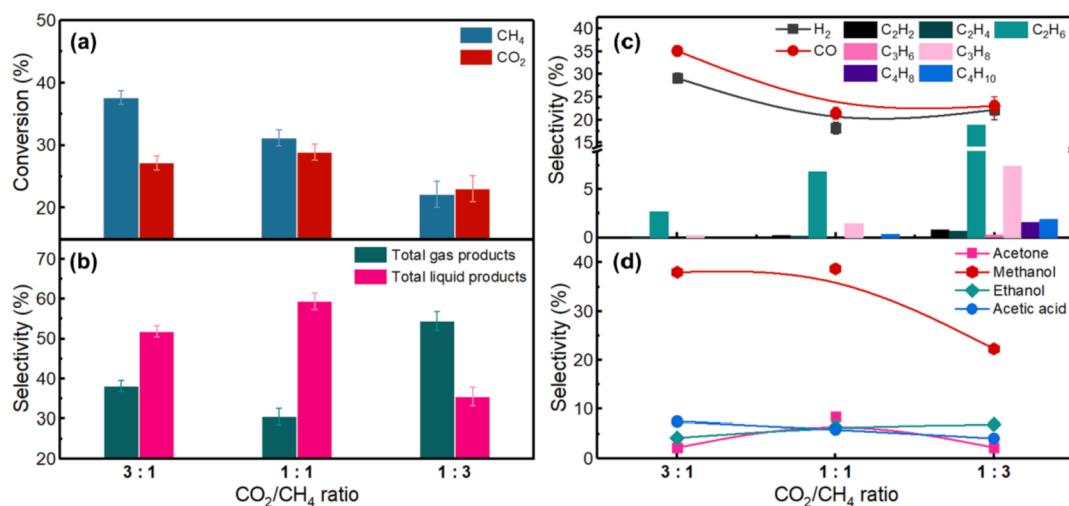 (a)
CH₄
CO₂
50
40
30
20
Conversion (%)
(b)
Total gas products
Total liquid products
70
60
50
40
30
20
Selectivity (%)
3 : 1
1 : 1
1 : 3
CO₂/CH₄ ratio
(c)
H₂
C₂H₂
C₂H₄
C₂H₆
CO
C₃H₆
C₃H₈
C₄H₈
C₄H₁₀
45
40
35
30
25
20
15
5
0
Selectivity (%)
(d)
Acetone
Methanol
Ethanol
Acetic acid
40
30
20
10
0
Selectivity (%)
3 : 1
1 : 1
1 : 3
CO₂/CH₄ ratio